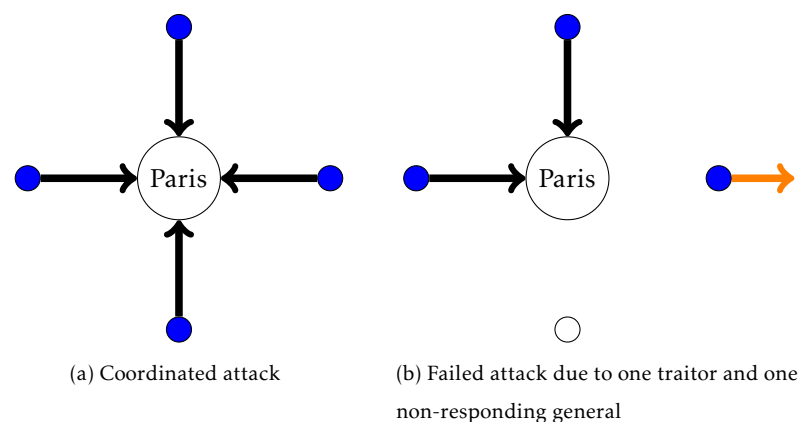 Paris
Paris
(a) Coordinated attack
(b) Failed attack due to one traitor and one
non-responding general